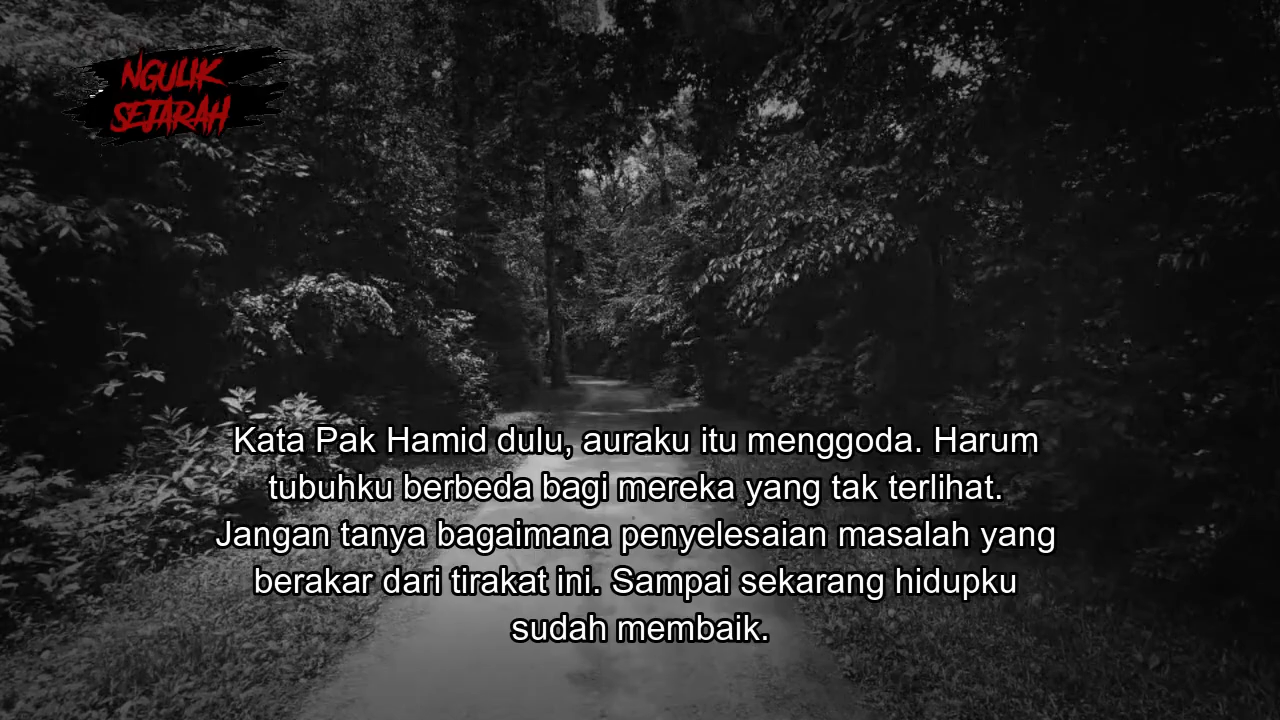 NGULIK
SEJARAH
Kata Pak Hamid dulu, auraku itu menggoda. Harum
tubuhku berbeda bagi mereka yang tak terlihat.
Jangan tanya bagaimana penyelesaian masalah yang
berakar dari tirakat ini. Sampai sekarang hidupku
sudah membaik.